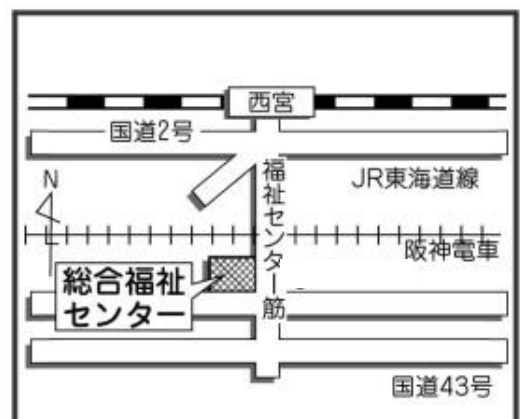 西宮
国道2号
JR東海道線
N
福祉センター筋
阪神電車
総合福祉
センター
国道43号